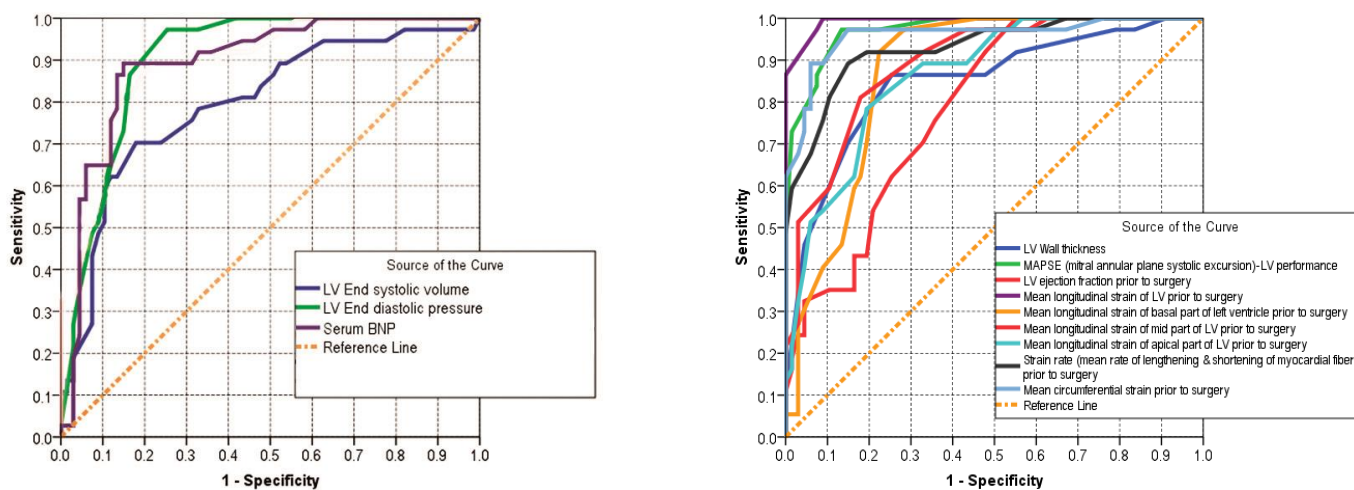 1.0
0.9
0.8
0.7
0.6
0.5
0.4
0.3
0.2
0.1
0.0
Sensitivity
0.0 0.1 0.2 0.3 0.4 0.5 0.6 0.7 0.8 0.9 1.0
1 - Specificity
Source of the Curve
LV End systolic volume
LV End diastolic pressure
Serum BNP
Reference Line
1.0
0.9
0.8
0.7
0.6
0.5
0.4
0.3
0.2
0.1
0.0
Sensitivity
0.0 0.1 0.2 0.3 0.4 0.5 0.6 0.7 0.8 0.9 1.0
1 - Specificity
Source of the Curve
LV Wall thickness
MAPSE (mitral annular plane systolic excursion)-LV performance
LV ejection fraction prior to surgery
Mean longitudinal strain of LV prior to surgery
Mean longitudinal strain of basal part of left ventricle prior to surgery
Mean longitudinal strain of mid part of LV prior to surgery
Mean longitudinal strain of apical part of LV prior to surgery
Strain rate (mean rate of lengthening & shortening of myocardial fiber
prior to surgery
Mean circumferential strain prior to surgery
Reference Line